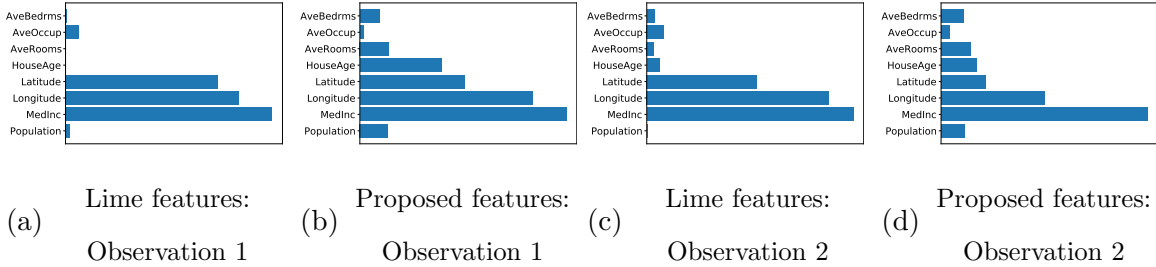 AveBedrms
AveOccup
AveRooms
HouseAge
Latitude
Longitude
MedInc
Population
(a) Lime features:
Observation 1
AveBedrms
AveOccup
AveRooms
HouseAge
Latitude
Longitude
MedInc
Population
(b) Proposed features:
Observation 1
AveBedrms
AveOccup
AveRooms
HouseAge
Latitude
Longitude
MedInc
Population
(c) Lime features:
Observation 2
AveBedrms
AveOccup
AveRooms
HouseAge
Latitude
Longitude
MedInc
Population
(d) Proposed features:
Observation 2